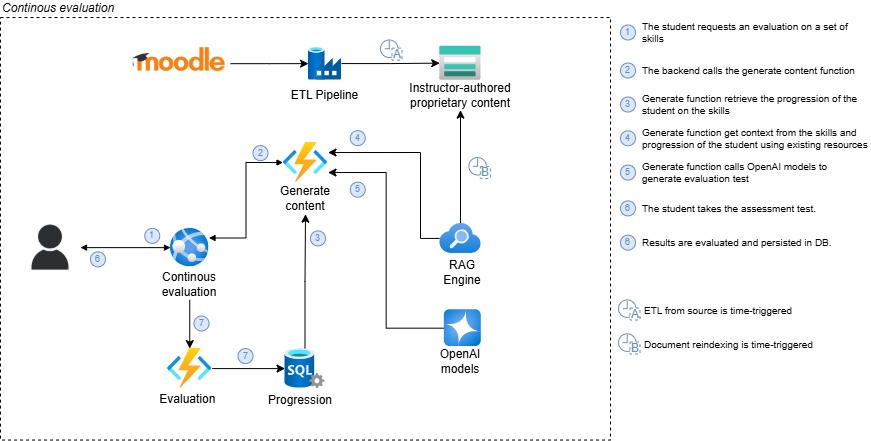 Continous evaluation
moodle
A
ETL Pipeline
Instructor-authored
proprietary content
2
4
B
5
Generate
content
3
1
6
Continous
evaluation
RAG
Engine
7
7
SQL
OpenAI
models
Evaluation
Progression
1 The student requests an evaluation on a set of
skills
2 The backend calls the generate content function
3 Generate function retrieve the progression of the
student on the skills
4 Generate function get context from the skills and
progression of the student using existing resources
5 Generate function calls OpenAI models to
generate evaluation test
6 The student takes the assessment test.
6 Results are evaluated and persisted in DB.
A ETL from source is time-triggered
B Document reindexing is time-triggered